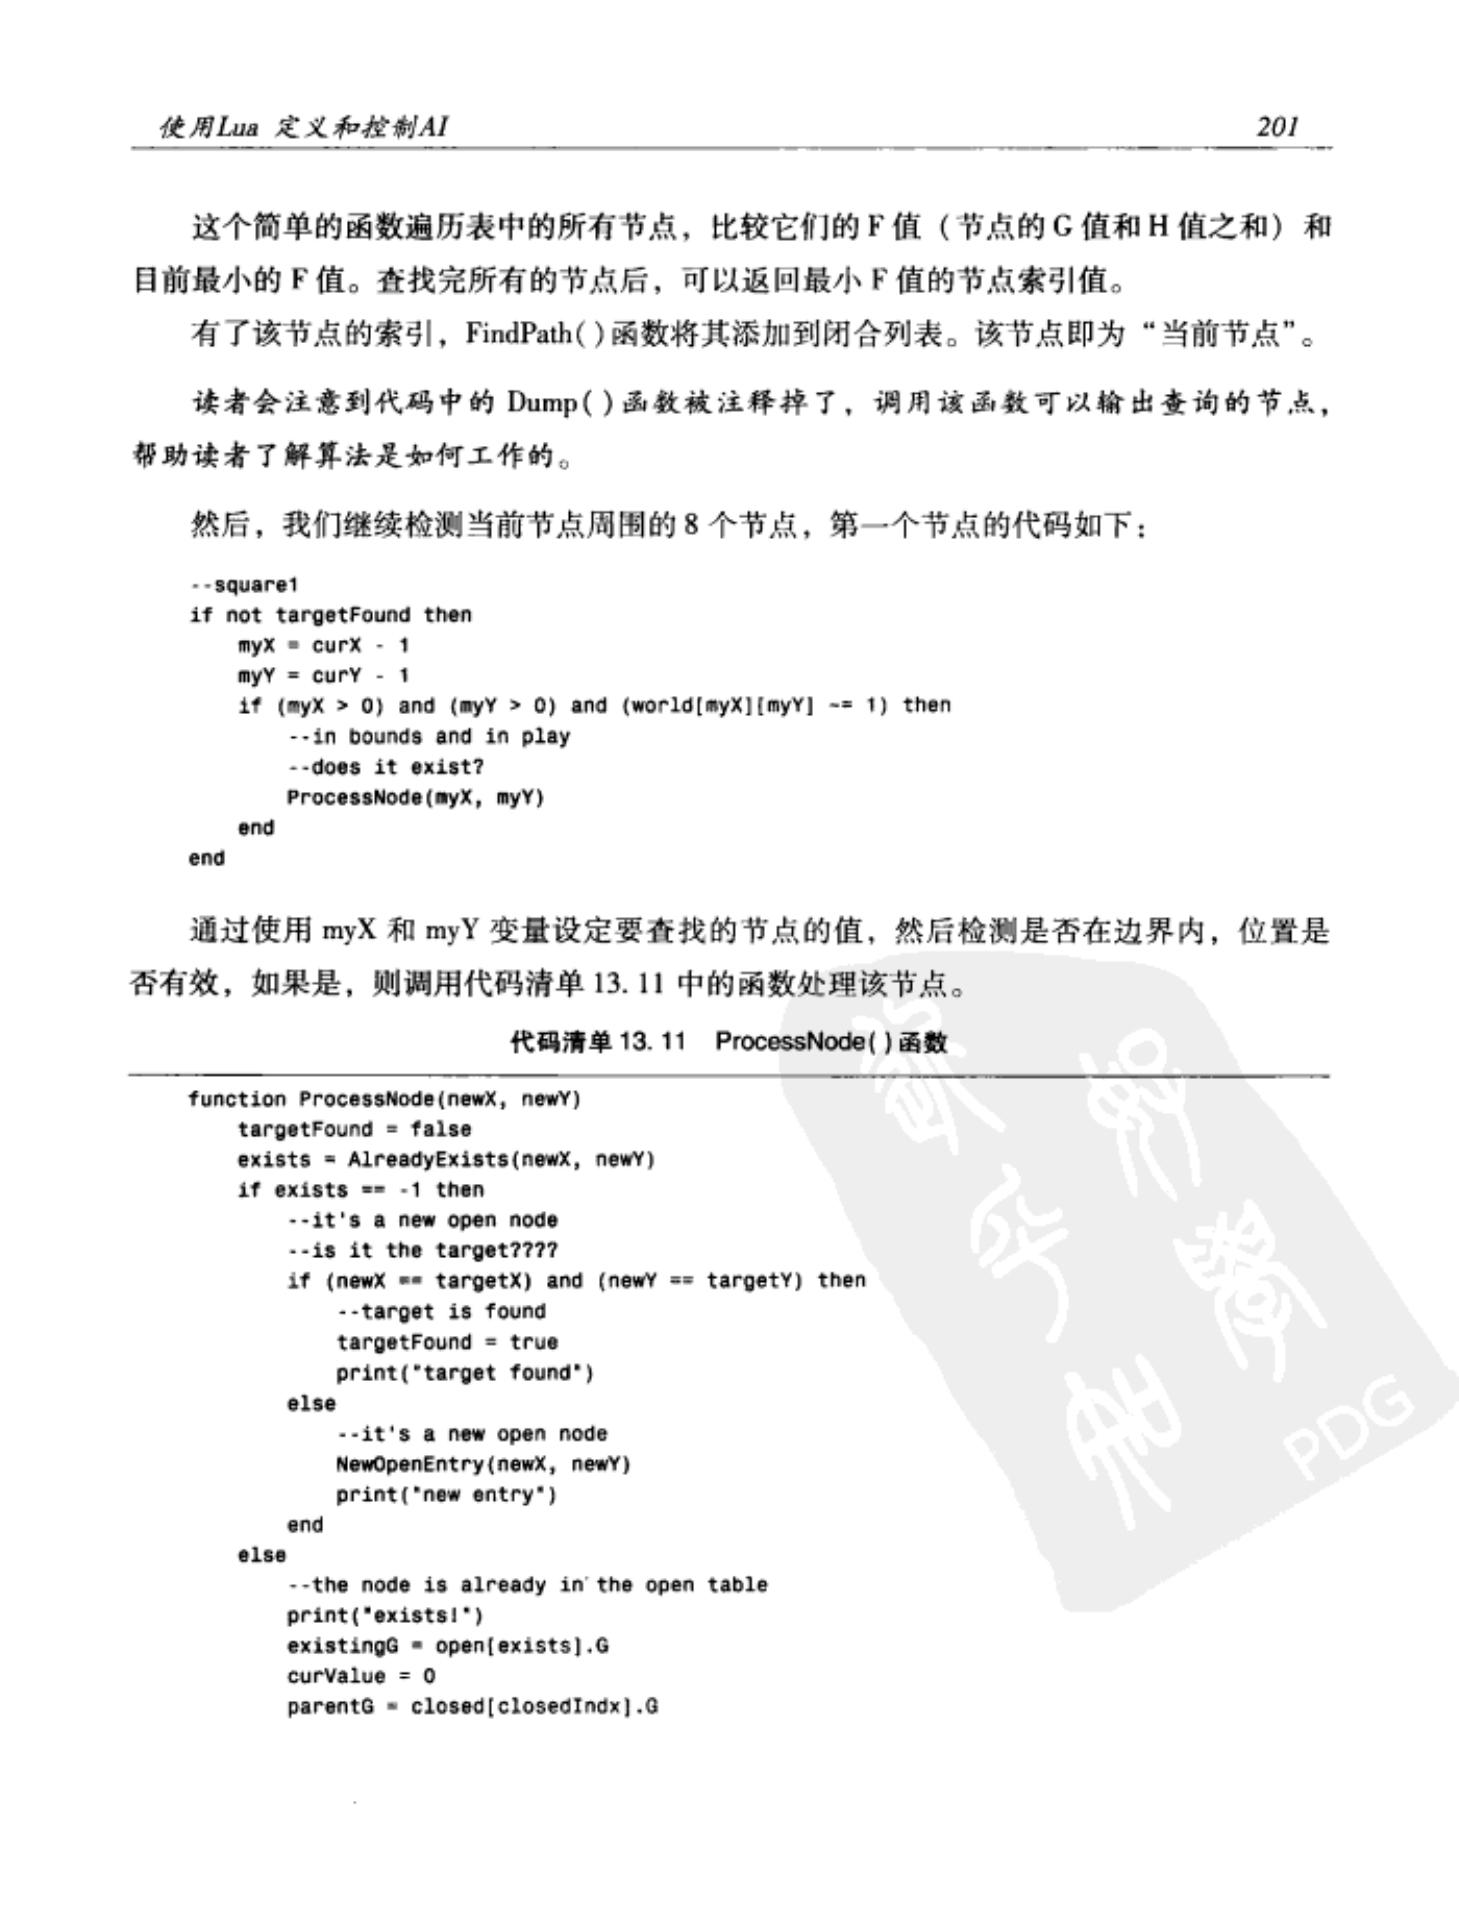 使用Lua 定义和控制AI 201
这个简单的函数遍历表中的所有节点，比较它们的 F 值（节点的 G 值和 H 值之和）和
目前最小的 F 值。查找完所有的节点后，可以返回最小 F 值的节点索引值。
有了该节点的索引，FindPath( )函数将其添加到闭合列表。该节点即为“当前节点”。
读者会注意到代码中的 Dump( )函数被注释掉了，调用该函数可以输出查询的节点，
帮助读者了解算法是如何工作的。
然后，我们继续检测当前节点周围的 8 个节点，第一个节点的代码如下：
--square1
if not targetFound then
    myX = curX - 1
    myY = curY - 1
    if (myX > 0) and (myY > 0) and (world[myX][myY] ~= 1) then
        --in bounds and in play
        --does it exist?
        ProcessNode(myX, myY)
    end
end
通过使用 myX 和 myY 变量设定要查找的节点的值，然后检测是否在边界内，位置是
否有效，如果是，则调用代码清单 13. 11 中的函数处理该节点。
代码清单 13. 11 ProcessNode( )函数
function ProcessNode(newX, newY)
    targetFound = false
    exists = AlreadyExists(newX, newY)
    if exists == -1 then
        --it's a new open node
        --is it the target????
        if (newX == targetX) and (newY == targetY) then
            --target is found
            targetFound = true
            print("target found")
        else
            --it's a new open node
            NewOpenEntry(newX, newY)
            print("new entry")
        end
    else
        --the node is already in the open table
        print("exists!")
        existingG = open[exists].G
        curValue = 0
        parentG = closed[closedIndx].G
PDG